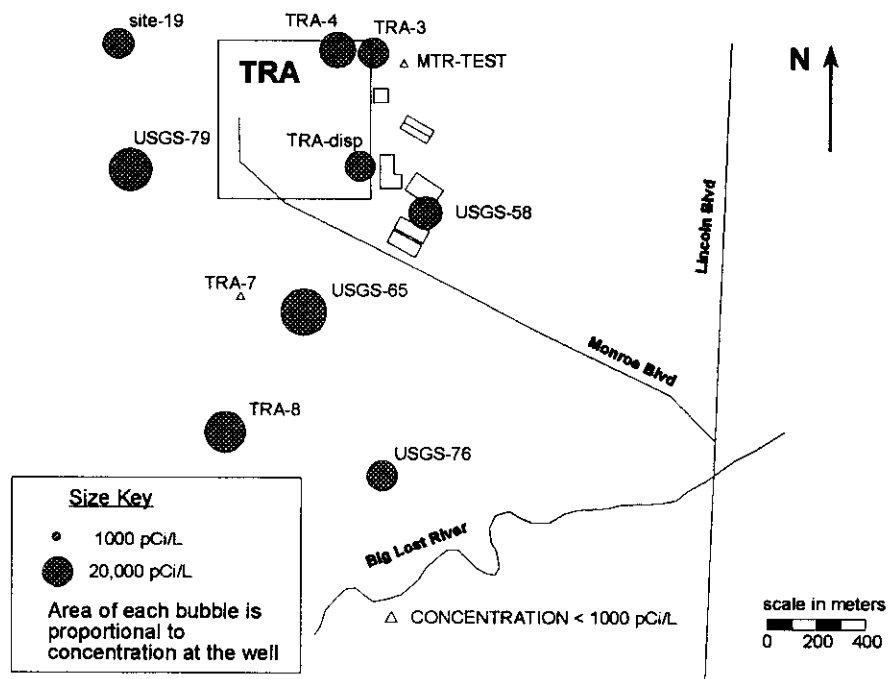 site-19
TRA-4
TRA-3
TRA
MTR-TEST
N
USGS-79
TRA-disp
USGS-58
Lincoln Blvd
TRA-7
USGS-65
Monroe Blvd
TRA-8
USGS-76
Size Key
1000 pCi/L
20,000 pCi/L
Area of each bubble is
proportional to
concentration at the well
Big Lost River
CONCENTRATION < 1000 pCi/L
scale in meters
0 200 400